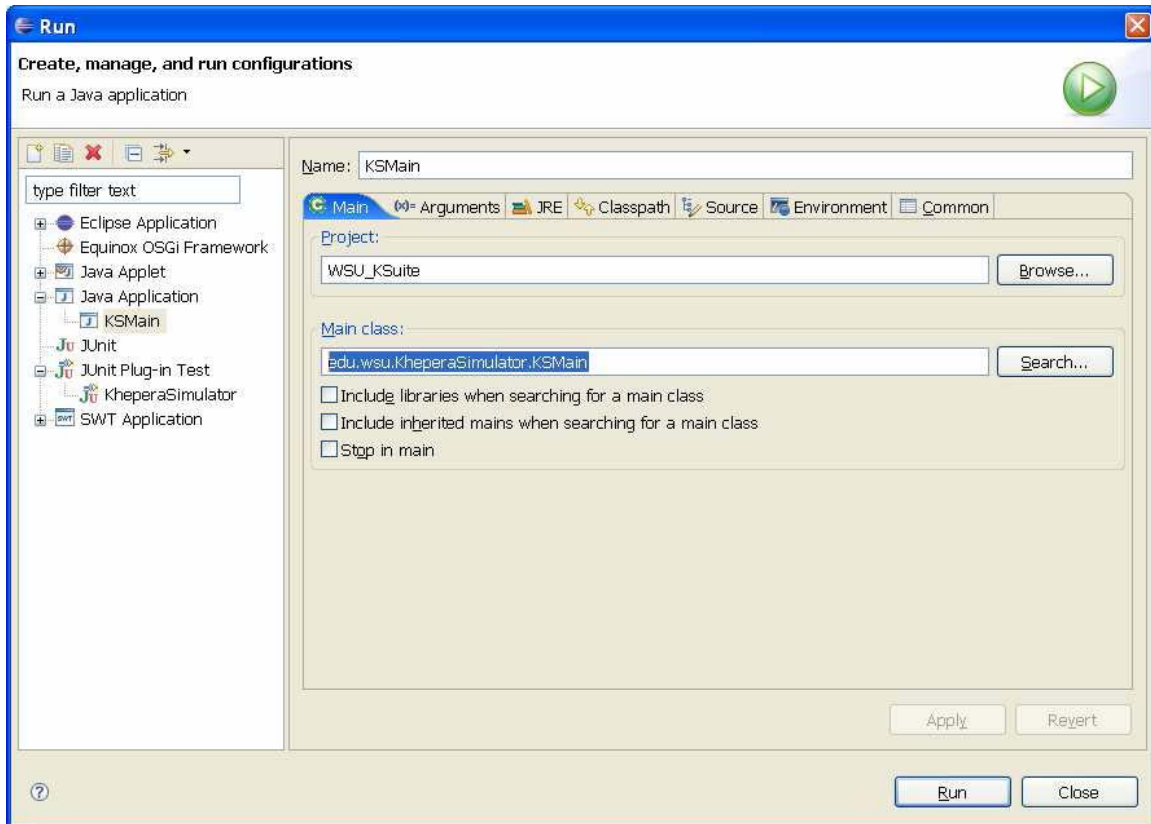 Run
Create, manage, and run configurations
Run a Java application
type filter text
Eclipse Application
Equinox OSGi Framework
Java Applet
Java Application
KSMain
JUnit
JUnit Plug-in Test
KheperaSimulator
SWT Application
Name: KSMain
Main (x)= Arguments JRE Classpath Source Environment Common
Project:
WSU_KSuite Browse...
Main class:
edu.wsu.KheperaSimulator.KSMain Search...
Include libraries when searching for a main class
Include inherited mains when searching for a main class
Stop in main
Apply Revert
? Run Close